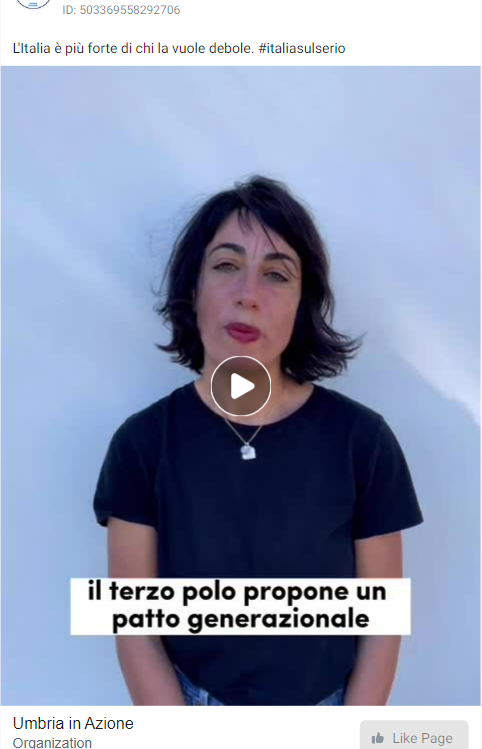 ID: 503369558292706
L'Italia è più forte di chi la vuole debole. #italiasulserio
il terzo polo propone un
patto generazionale
Umbria in Azione
Organization
Like Page